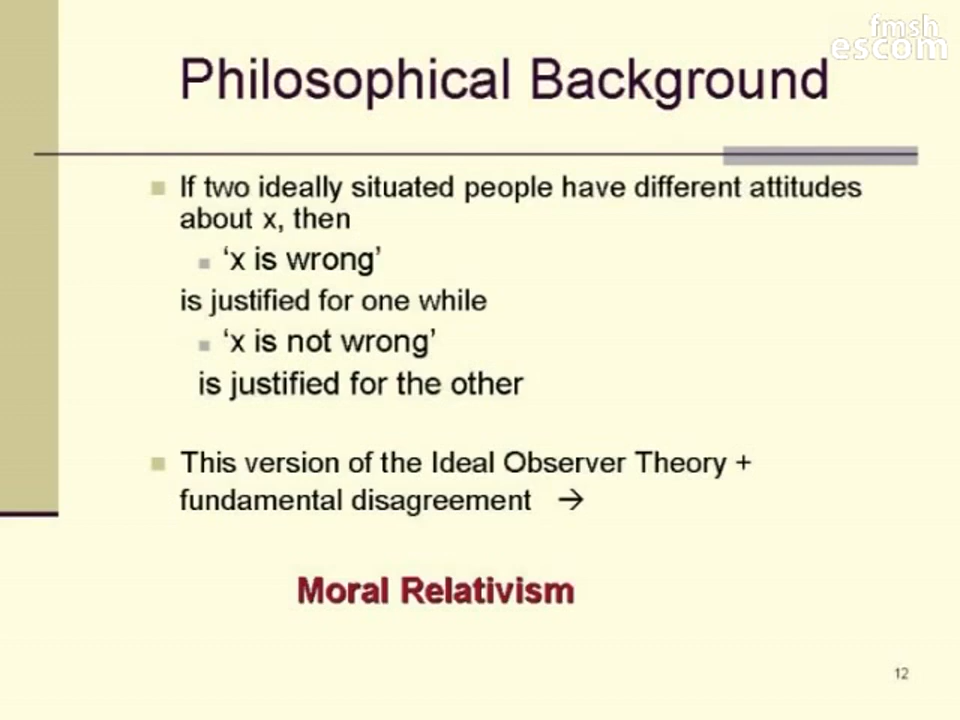 fmsh
escom
Philosophical Background
If two ideally situated people have different attitudes
about x, then
‘x is wrong’
is justified for one while
‘x is not wrong’
is justified for the other
This version of the Ideal Observer Theory +
fundamental disagreement →
Moral Relativism
12